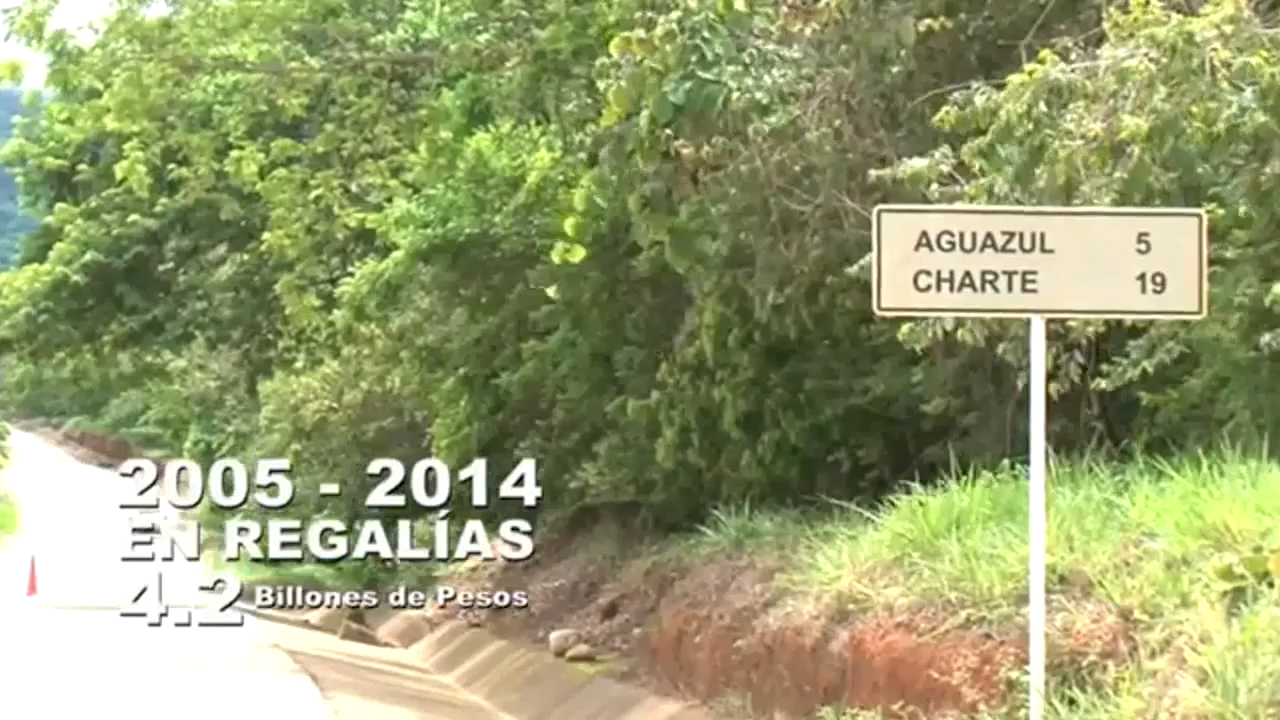 AGUAZUL 5
CHARTE 19
2005 - 2014
EN REGALÍAS
4.2 Billones de Pesos